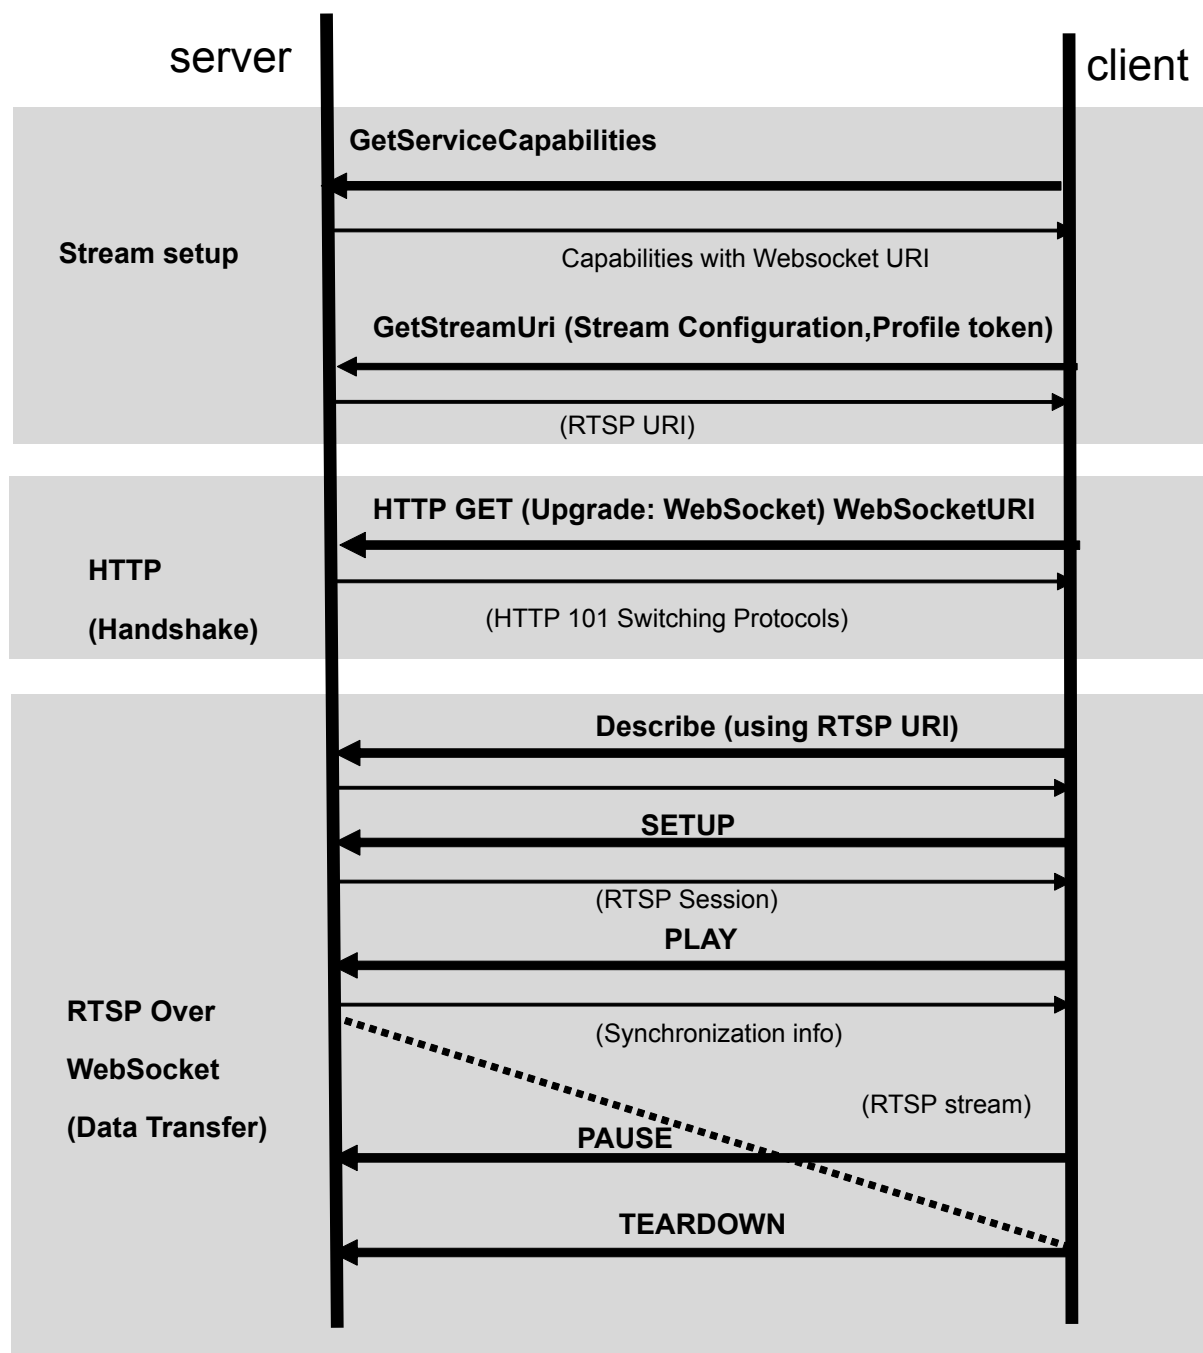 server
client
GetServiceCapabilities
Stream setup
Capabilities with Websocket URI
GetStreamUri (Stream Configuration,Profile token)
(RTSP URI)
HTTP GET (Upgrade: WebSocket) WebSocketURI
HTTP
(Handshake)
(HTTP 101 Switching Protocols)
Describe (using RTSP URI)
SETUP
(RTSP Session)
PLAY
RTSP Over
WebSocket
(Data Transfer)
(Synchronization info)
(RTSP stream)
PAUSE
TEARDOWN